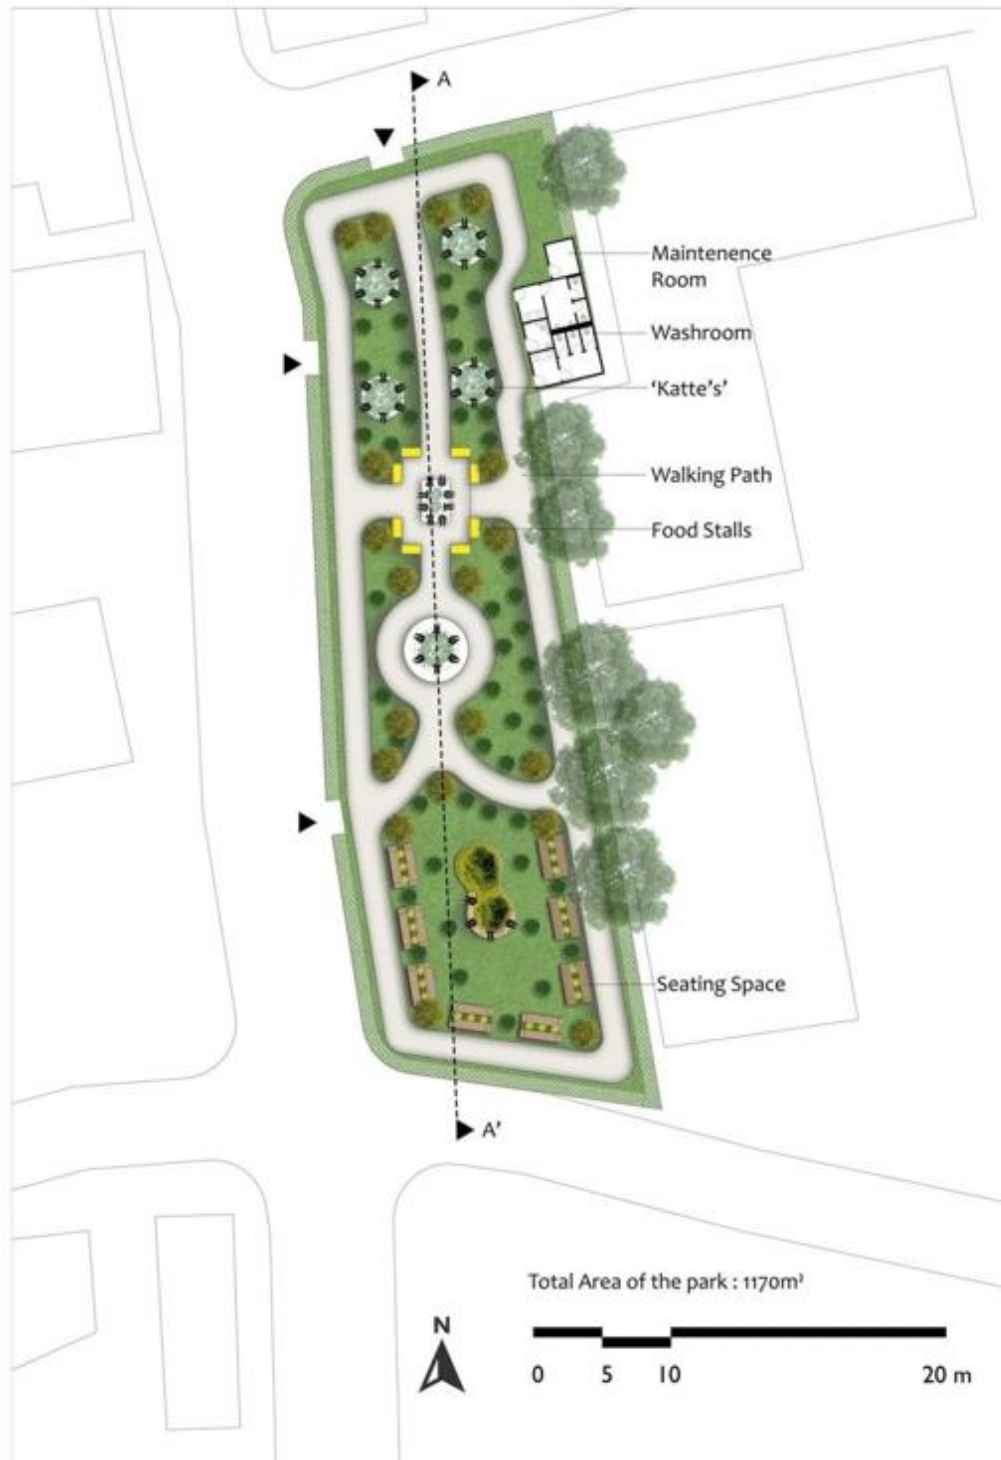 A
Maintenence
Room
Washroom
‘Katte's’
Walking Path
Food Stalls
Seating Space
A'
Total Area of the park : 1170m²
N
0 5 10 20 m